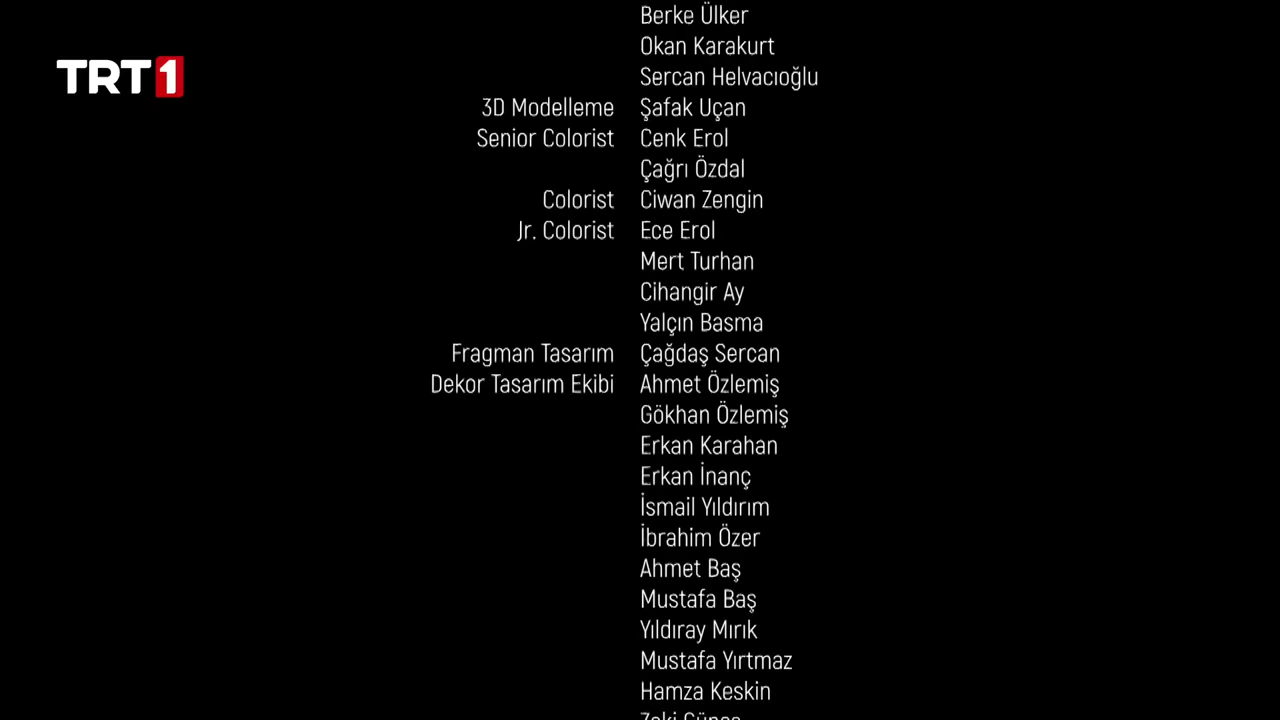 Berke Ülker
Okan Karakurt
TRT 1
Sercan Helvacıoğlu
3D Modelleme Şafak Uçan
Senior Colorist Cenk Erol
Çağrı Özdal
Colorist Ciwan Zengin
Jr. Colorist Ece Erol
Mert Turhan
Cihangir Ay
Yalçın Basma
Fragman Tasarım Çağdaş Sercan
Dekor Tasarım Ekibi Ahmet Özlemiş
Gökhan Özlemiş
Erkan Karahan
Erkan İnanç
İsmail Yıldırım
İbrahim Özer
Ahmet Baş
Mustafa Baş
Yıldıray Mırık
Mustafa Yırtmaz
Hamza Keskin